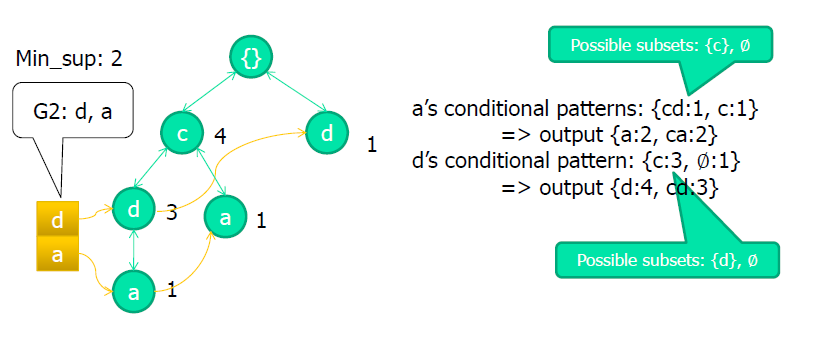 Possible subsets: {c}, ∅
Min_sup: 2
{}
G2: d, a
a's conditional patterns: {cd:1, c:1}
=> output {a:2, ca:2}
d's conditional pattern: {c:3, ∅:1}
=> output {d:4, cd:3}
c
4
d
1
d
d
3
a
1
a
a
1
Possible subsets: {d}, ∅